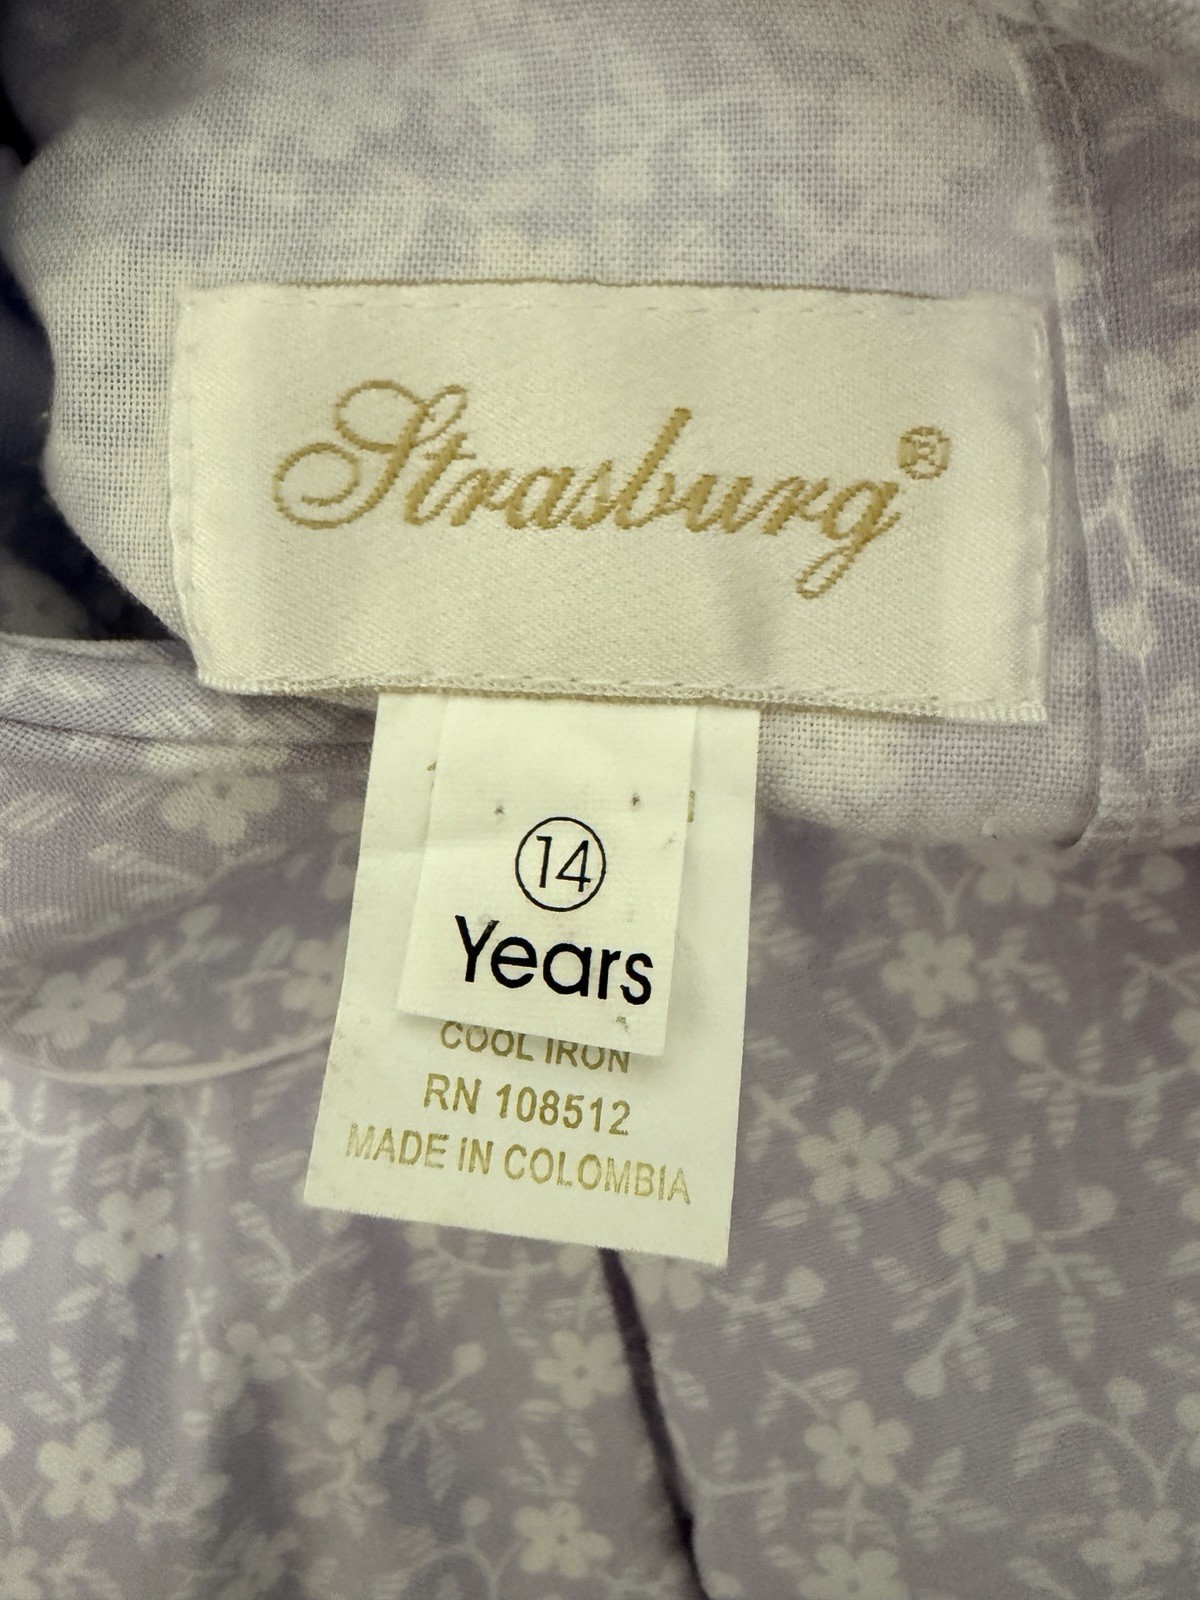 Strasburg®
14
Years
COOL IRON
RN 108512
MADE IN COLOMBIA